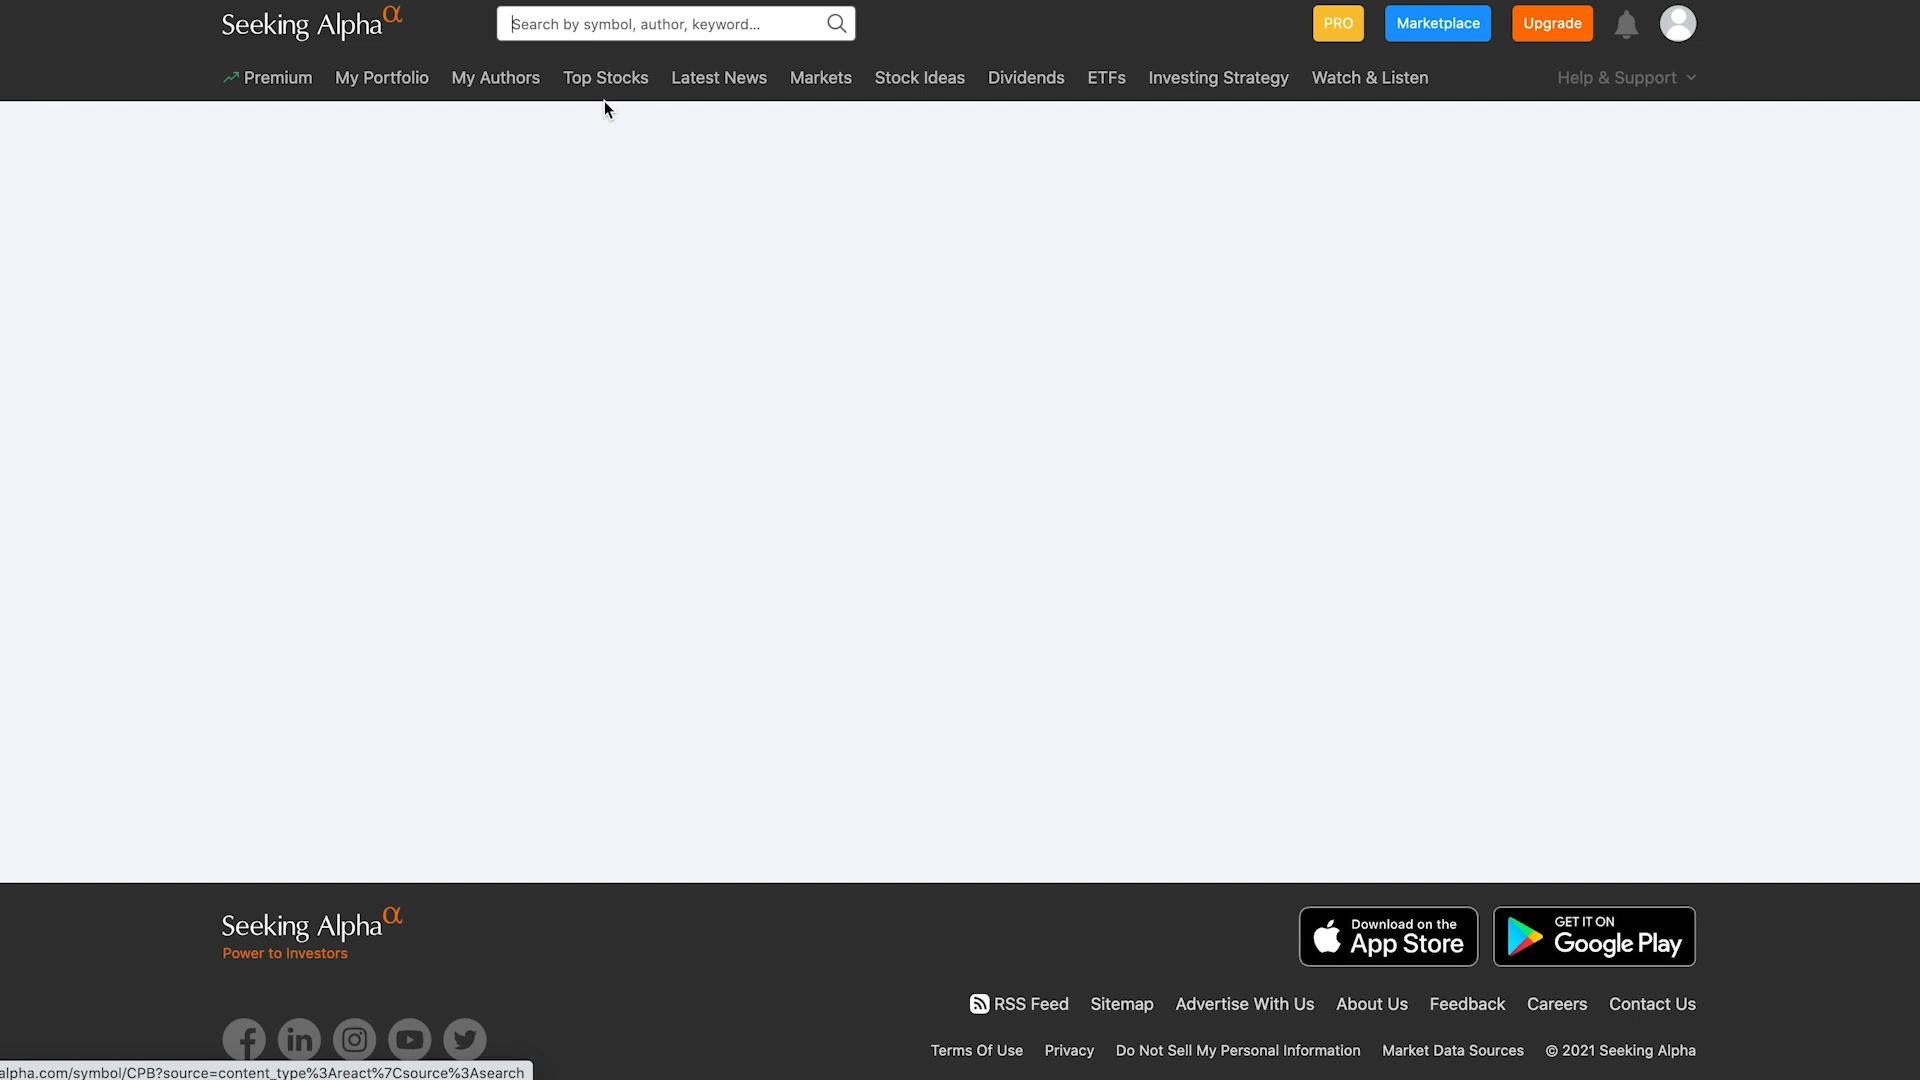 Seeking Alpha α
Search by symbol, author, keyword...
PRO
Marketplace
Upgrade
Premium My Portfolio My Authors Top Stocks Latest News Markets Stock Ideas Dividends ETFs Investing Strategy Watch & Listen Help & Support
Seeking Alpha α
Power to Investors
Download on the
App Store
GET IT ON
Google Play
RSS Feed Sitemap Advertise With Us About Us Feedback Careers Contact Us
Terms Of Use Privacy Do Not Sell My Personal Information Market Data Sources © 2021 Seeking Alpha
alpha.com/symbol/CPB?source=content_type%3Areact%7Csource%3Asearch